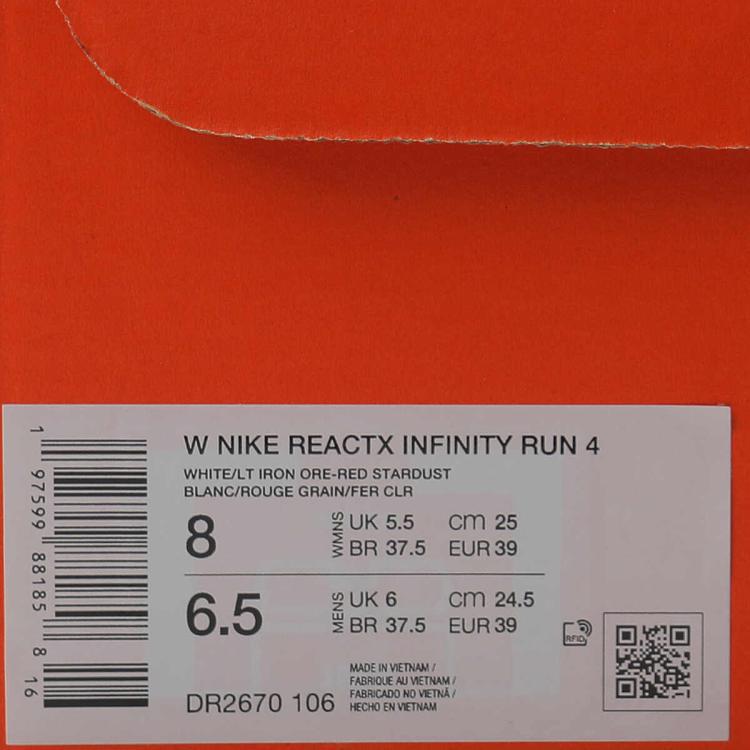 W NIKE REACTX INFINITY RUN 4
WHITE/LT IRON ORE-RED STARDUST
BLANC/ROUGE GRAIN/FER CLR
8 WMNS UK 5.5 cm 25
BR 37.5 EUR 39
6.5 MENS UK 6 cm 24.5
BR 37.5 EUR 39
RFID
DR2670 106
MADE IN VIETNAM /
FABRIQUE AU VIETNAM /
FABRICADO NO VIETNÃ /
HECHO EN VIETNAM
1 97599 88185 8 16